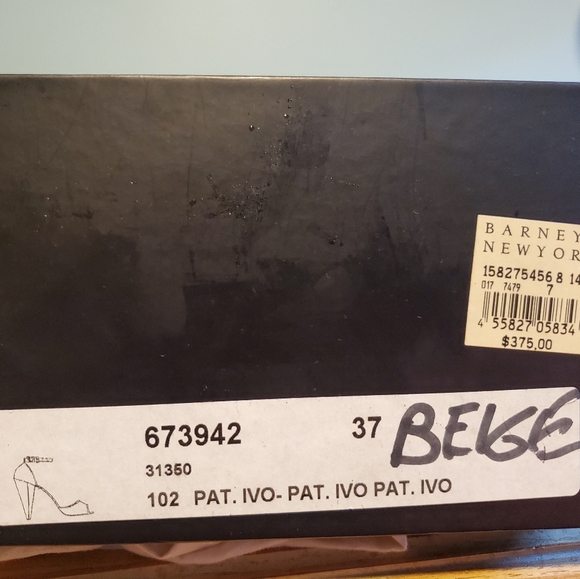 BARNEY
NEWYOR
158275456 8 14
017 7479 7
4 55827 05834
$375.00
673942 37 BEIGE
31350
102 PAT. IVO- PAT. IVO PAT. IVO